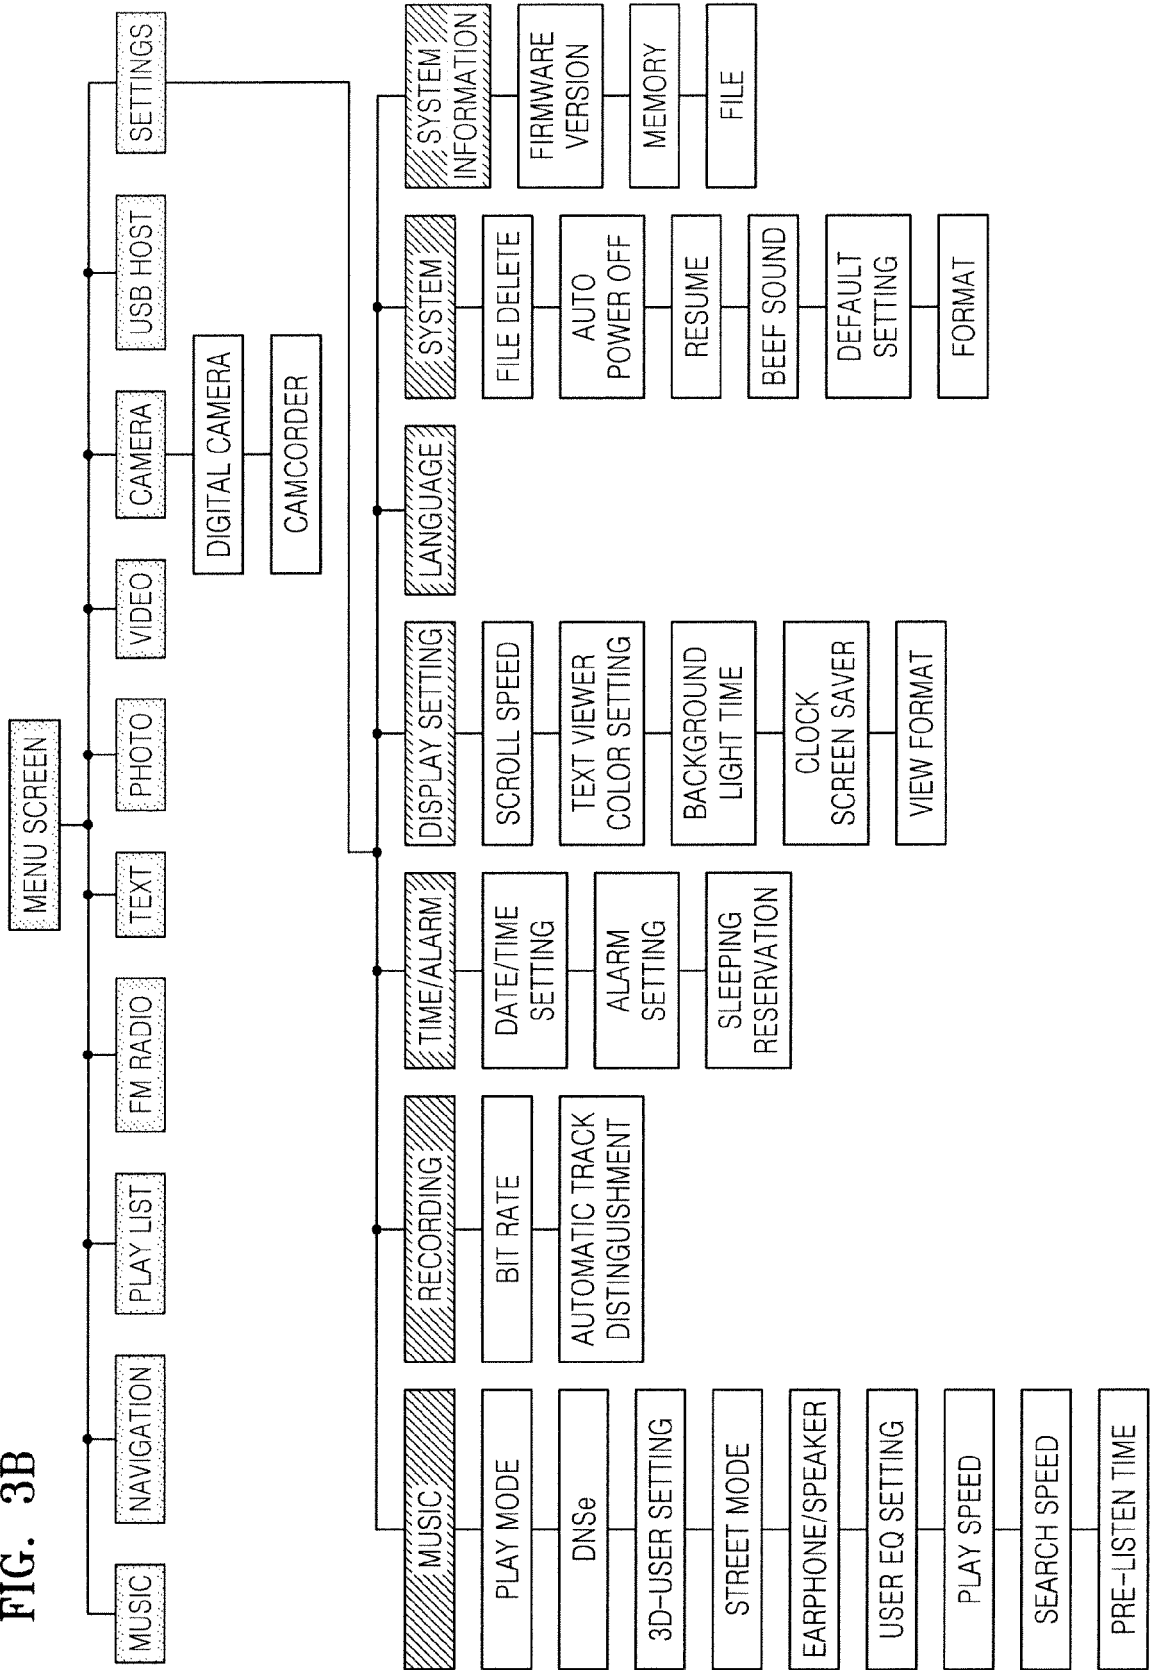 FIG. 3B
MENU SCREEN
MUSIC
NAVIGATION
PLAY LIST
FM RADIO
TEXT
PHOTO
VIDEO
CAMERA
USB HOST
SETTINGS
DIGITAL CAMERA
CAMCORDER
MUSIC
PLAY MODE
DNSe
3D-USER SETTING
STREET MODE
EARPHONE/SPEAKER
USER EQ SETTING
PLAY SPEED
SEARCH SPEED
PRE-LISTEN TIME
RECORDING
BIT RATE
AUTOMATIC TRACK
DISTINGUISHMENT
TIME/ALARM
DATE/TIME
SETTING
ALARM
SETTING
SLEEPING
RESERVATION
DISPLAY SETTING
SCROLL SPEED
TEXT VIEWER
COLOR SETTING
BACKGROUND
LIGHT TIME
CLOCK
SCREEN SAVER
VIEW FORMAT
LANGUAGE
SYSTEM
FILE DELETE
AUTO
POWER OFF
RESUME
BEEF SOUND
DEFAULT
SETTING
FORMAT
SYSTEM
INFORMATION
FIRMWARE
VERSION
MEMORY
FILE